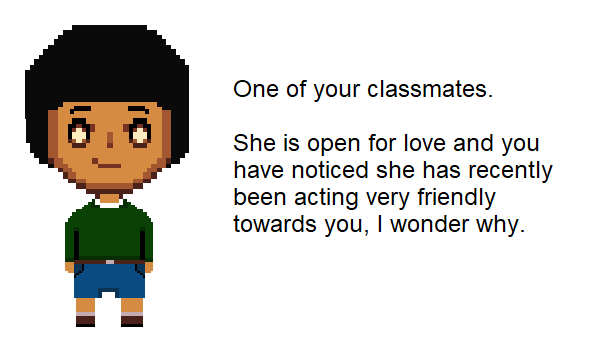 One of your classmates.
She is open for love and you
have noticed she has recently
been acting very friendly
towards you, I wonder why.